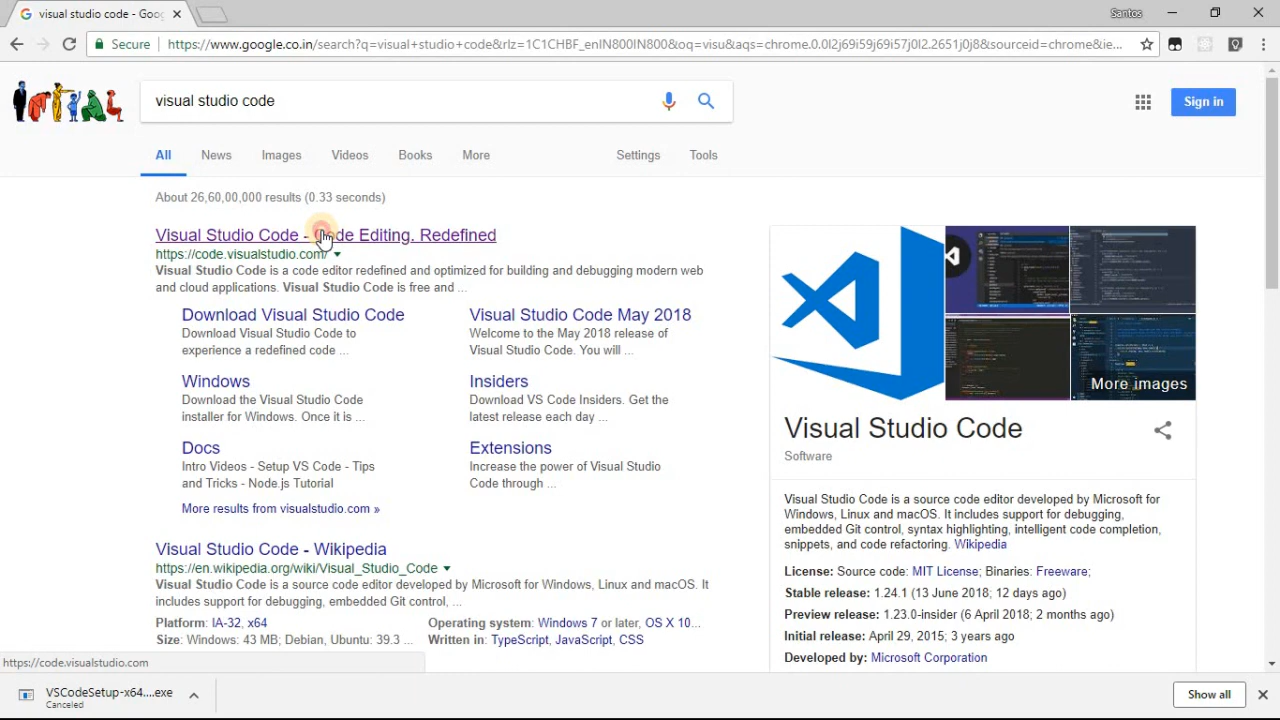 visual studio code - Goo
Santos
Secure
https://www.google.co.in/search?q=visual+studio+code&rlz=1C1CHBF_enIN800IN800&oq=visu&aqs=chrome.0.0l2j69i59j69i57j0l2.2651j0j8&sourceid=chrome&ie...
visual studio code
Sign in
All News Images Videos Books More Settings Tools
About 26,60,00,000 results (0.33 seconds)
Visual Studio Code - Code Editing. Redefined
https://code.visualstudio.com/
Visual Studio Code is a code editor redefined and optimized for building and debugging modern web
and cloud applications. Visual Studio Code is free and ...
Download Visual Studio Code
Download Visual Studio Code to
experience a redefined code ...
Visual Studio Code May 2018
Welcome to the May 2018 release of
Visual Studio Code. You will ...
Windows
Download the Visual Studio Code
installer for Windows. Once it is ...
Insiders
Download VS Code Insiders. Get the
latest release each day ...
Docs
Intro Videos - Setup VS Code - Tips
and Tricks - Node.js Tutorial
Extensions
Increase the power of Visual Studio
Code through ...
More results from visualstudio.com »
Visual Studio Code - Wikipedia
https://en.wikipedia.org/wiki/Visual_Studio_Code
Visual Studio Code is a source code editor developed by Microsoft for Windows, Linux and macOS. It
includes support for debugging, embedded Git control, ...
Platform: IA-32, x64
Operating system: Windows 7 or later, OS X 10...
Size: Windows: 43 MB; Debian, Ubuntu: 39.3 ...
Written in: TypeScript, JavaScript, CSS
More images
Visual Studio Code
Software
Visual Studio Code is a source code editor developed by Microsoft for
Windows, Linux and macOS. It includes support for debugging,
embedded Git control, syntax highlighting, intelligent code completion,
snippets, and code refactoring. Wikipedia
License: Source code: MIT License; Binaries: Freeware;
Stable release: 1.24.1 (13 June 2018; 12 days ago)
Preview release: 1.23.0-insider (6 April 2018; 2 months ago)
Initial release: April 29, 2015; 3 years ago
Developed by: Microsoft Corporation
https://code.visualstudio.com
VSCodeSetup-x64....exe
Canceled
Show all